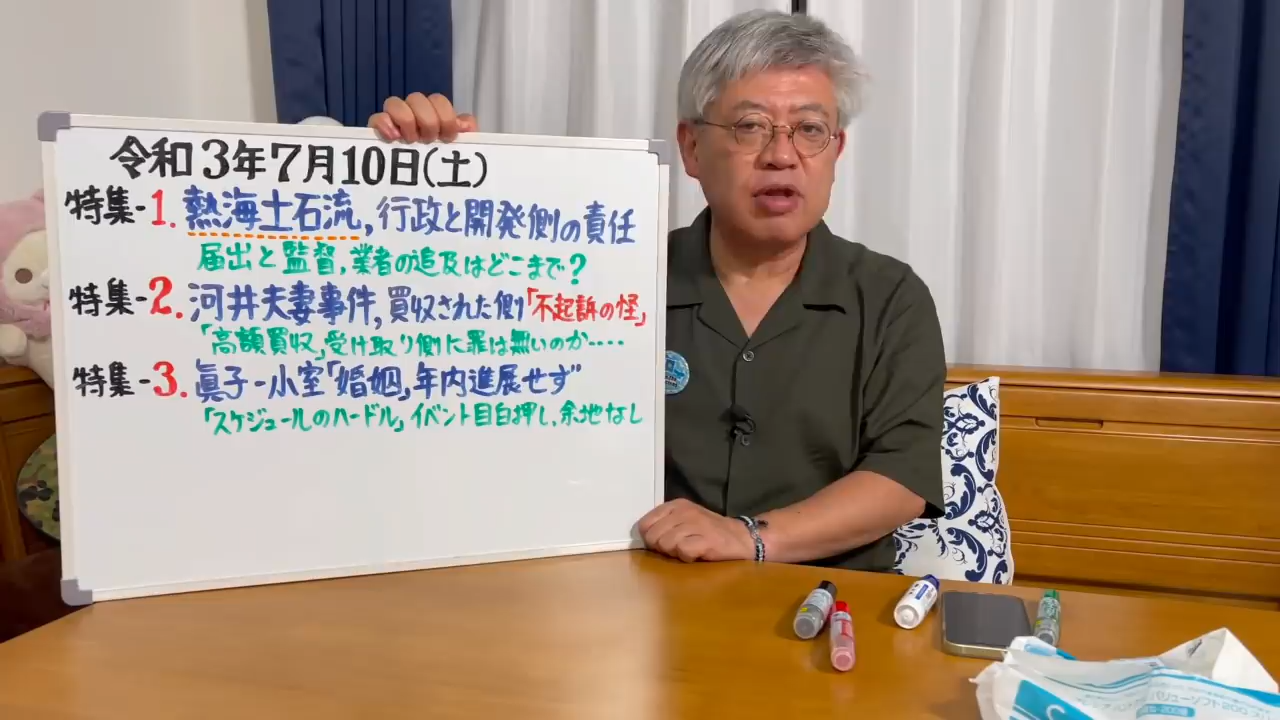 令和3年7月10日(土)
特集-1. 熱海土石流,行政と開発側の責任
届出と監督,業者の追及はどこまで?
特集-2. 河井夫妻事件,買収された側「不起訴の怪」
「高額買収」受け取り側に罪は無いのか‥‥
特集-3. 眞子-小室「婚姻」,年内進展せず
「スケジュールのハードル」イベント目白押し,余地なし